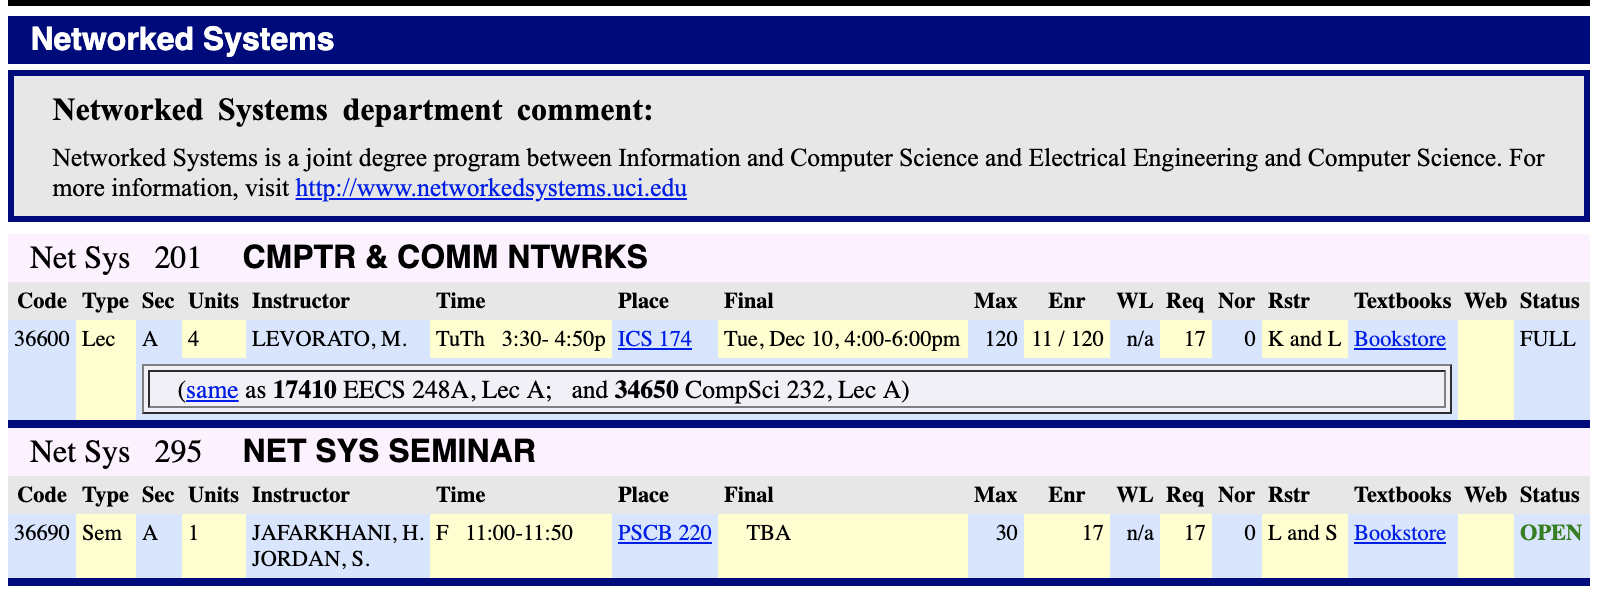 Networked Systems
Networked Systems department comment:
Networked Systems is a joint degree program between Information and Computer Science and Electrical Engineering and Computer Science. For
more information, visit http://www.networkedsystems.uci.edu
Net Sys 201 CMPTR & COMM NTWRKS
Code Type Sec Units Instructor Time Place Final Max Enr WL Req Nor Rstr Textbooks Web Status
36600 Lec A 4 LEVORATO, M. TuTh 3:30- 4:50p ICS 174 Tue, Dec 10, 4:00-6:00pm 120 11 / 120 n/a 17 0 K and L Bookstore FULL
(same as 17410 EECS 248A, Lec A; and 34650 CompSci 232, Lec A)
Net Sys 295 NET SYS SEMINAR
Code Type Sec Units Instructor Time Place Final Max Enr WL Req Nor Rstr Textbooks Web Status
36690 Sem A 1 JAFARKHANI, H. F 11:00-11:50 PSCB 220 TBA 30 17 n/a 17 0 L and S Bookstore OPEN
JORDAN, S.